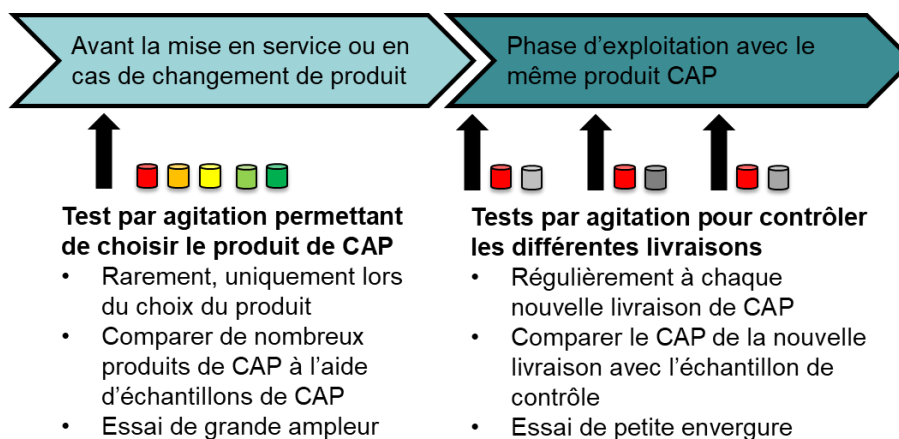 Avant la mise en service ou en
cas de changement de produit
Phase d’exploitation avec le
même produit CAP
Test par agitation permettant
de choisir le produit de CAP
• Rarement, uniquement lors
du choix du produit
• Comparer de nombreux
produits de CAP à l’aide
d’échantillons de CAP
• Essai de grande ampleur
Tests par agitation pour contrôler
les différentes livraisons
• Régulièrement à chaque
nouvelle livraison de CAP
• Comparer le CAP de la nouvelle
livraison avec l’échantillon de
contrôle
• Essai de petite envergure